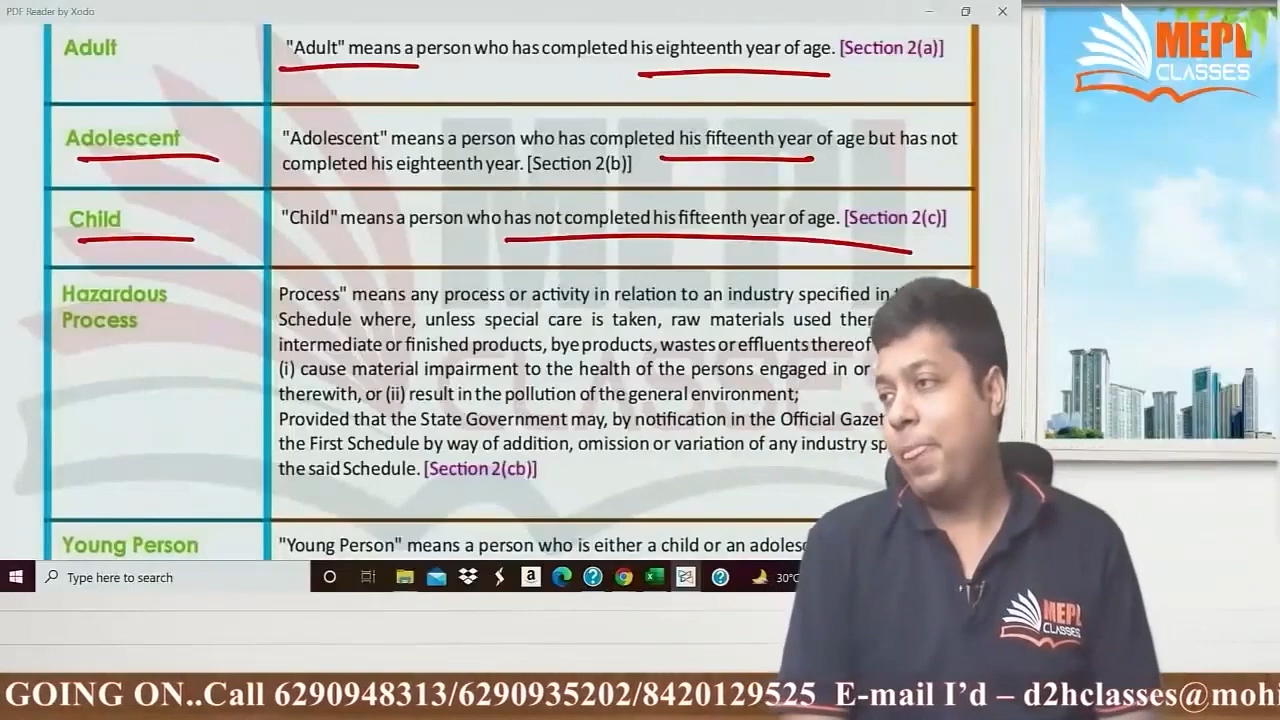 PDF Reader by Xodo
MEPL
CLASSES
Adult
"Adult" means a person who has completed his eighteenth year of age. [Section 2(a)]
Adolescent
"Adolescent" means a person who has completed his fifteenth year of age but has not
completed his eighteenth year. [Section 2(b)]
Child
"Child" means a person who has not completed his fifteenth year of age. [Section 2(c)]
Hazardous
Process
Process" means any process or activity in relation to an industry specified in
Schedule where, unless special care is taken, raw materials used
intermediate or finished products, bye products, wastes or effluents thereof
(i) cause material impairment to the health of the persons engaged in or
therewith, or (ii) result in the pollution of the general environment;
Provided that the State Government may, by notification in the Official
the First Schedule by way of addition, omission or variation of any industry
the said Schedule. [Section 2(cb)]
Young Person
"Young Person" means a person who is either a child or an
Type here to search
30°C
MEPL
CLASSES
GOING ON..Call 6290948313/6290935202/8420129525 E-mail I'd – d2hclasses@mohi